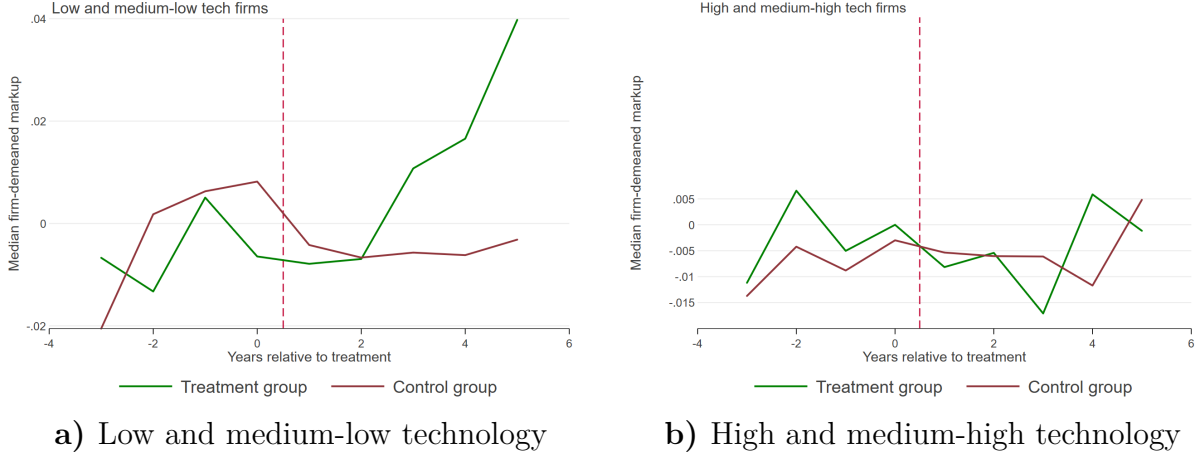 Low and medium-low tech firms
Median firm-demeaned markup
.04
.02
0
-.02
-4
-2
0
2
4
6
Years relative to treatment
Treatment group
Control group
a) Low and medium-low technology
High and medium-high tech firms
Median firm-demeaned markup
.005
0
-.005
-.01
-.015
-4
-2
0
2
4
6
Years relative to treatment
Treatment group
Control group
b) High and medium-high technology